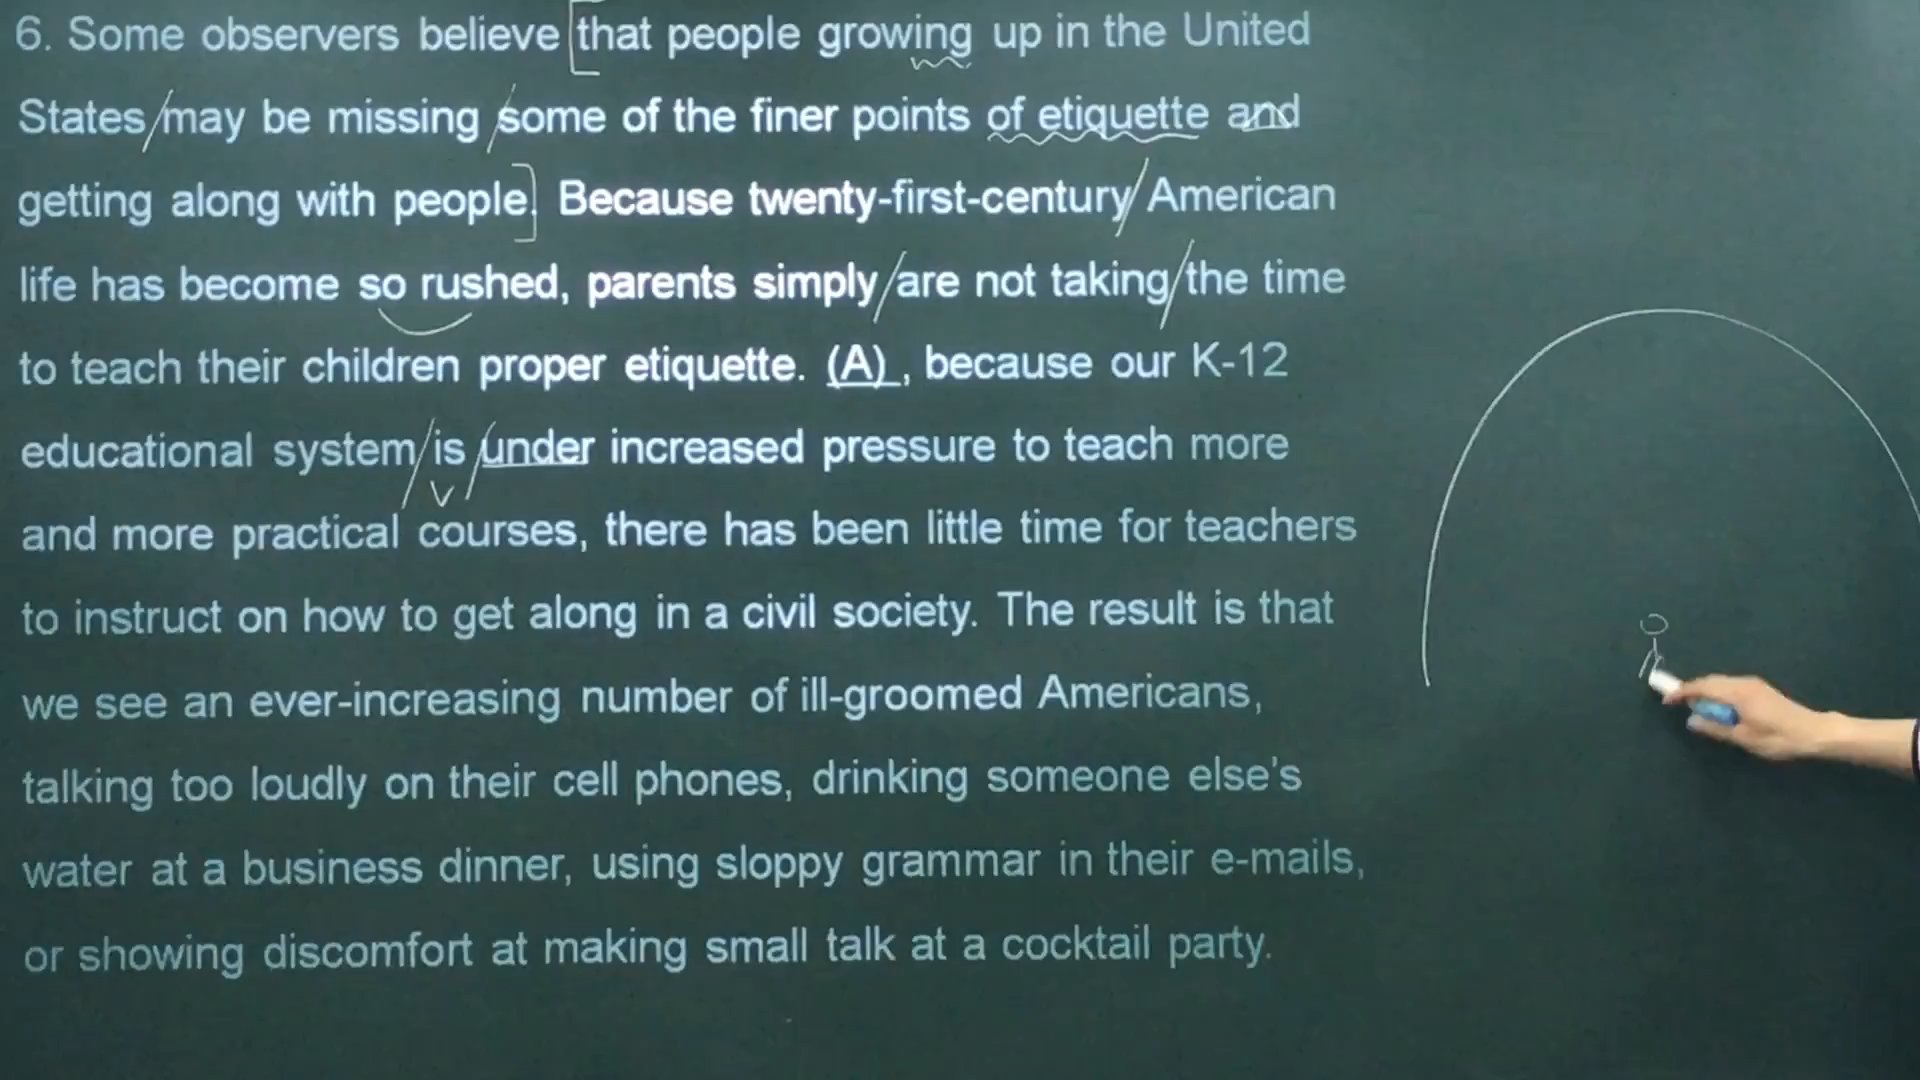 6. Some observers believe [that people growing up in the United
States/may be missing/some of the finer points of etiquette and
getting along with people]. Because twenty-first-century/American
life has become so rushed, parents simply/are not taking/the time
to teach their children proper etiquette. (A) , because our K-12
educational system/is/under increased pressure to teach more
v
and more practical courses, there has been little time for teachers
to instruct on how to get along in a civil society. The result is that
we see an ever-increasing number of ill-groomed Americans,
talking too loudly on their cell phones, drinking someone else's
water at a business dinner, using sloppy grammar in their e-mails,
or showing discomfort at making small talk at a cocktail party.